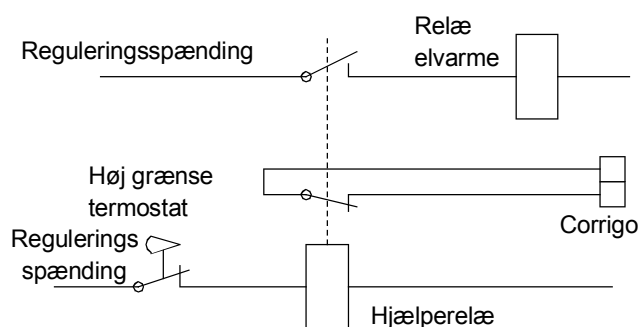 Reguleringsspænding
Relæ
elvarme
Høj grænse
termostat
Corrigo
Regulerings
spænding
Hjælperelæ